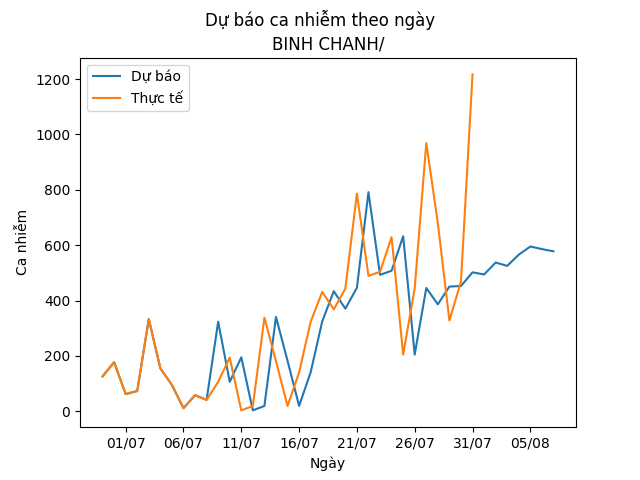 Dự báo ca nhiễm theo ngày
BINH CHANH/
Dự báo
Thực tế
Ca nhiễm
1200
1000
800
600
400
200
0
01/07 06/07 11/07 16/07 21/07 26/07 31/07 05/08
Ngày